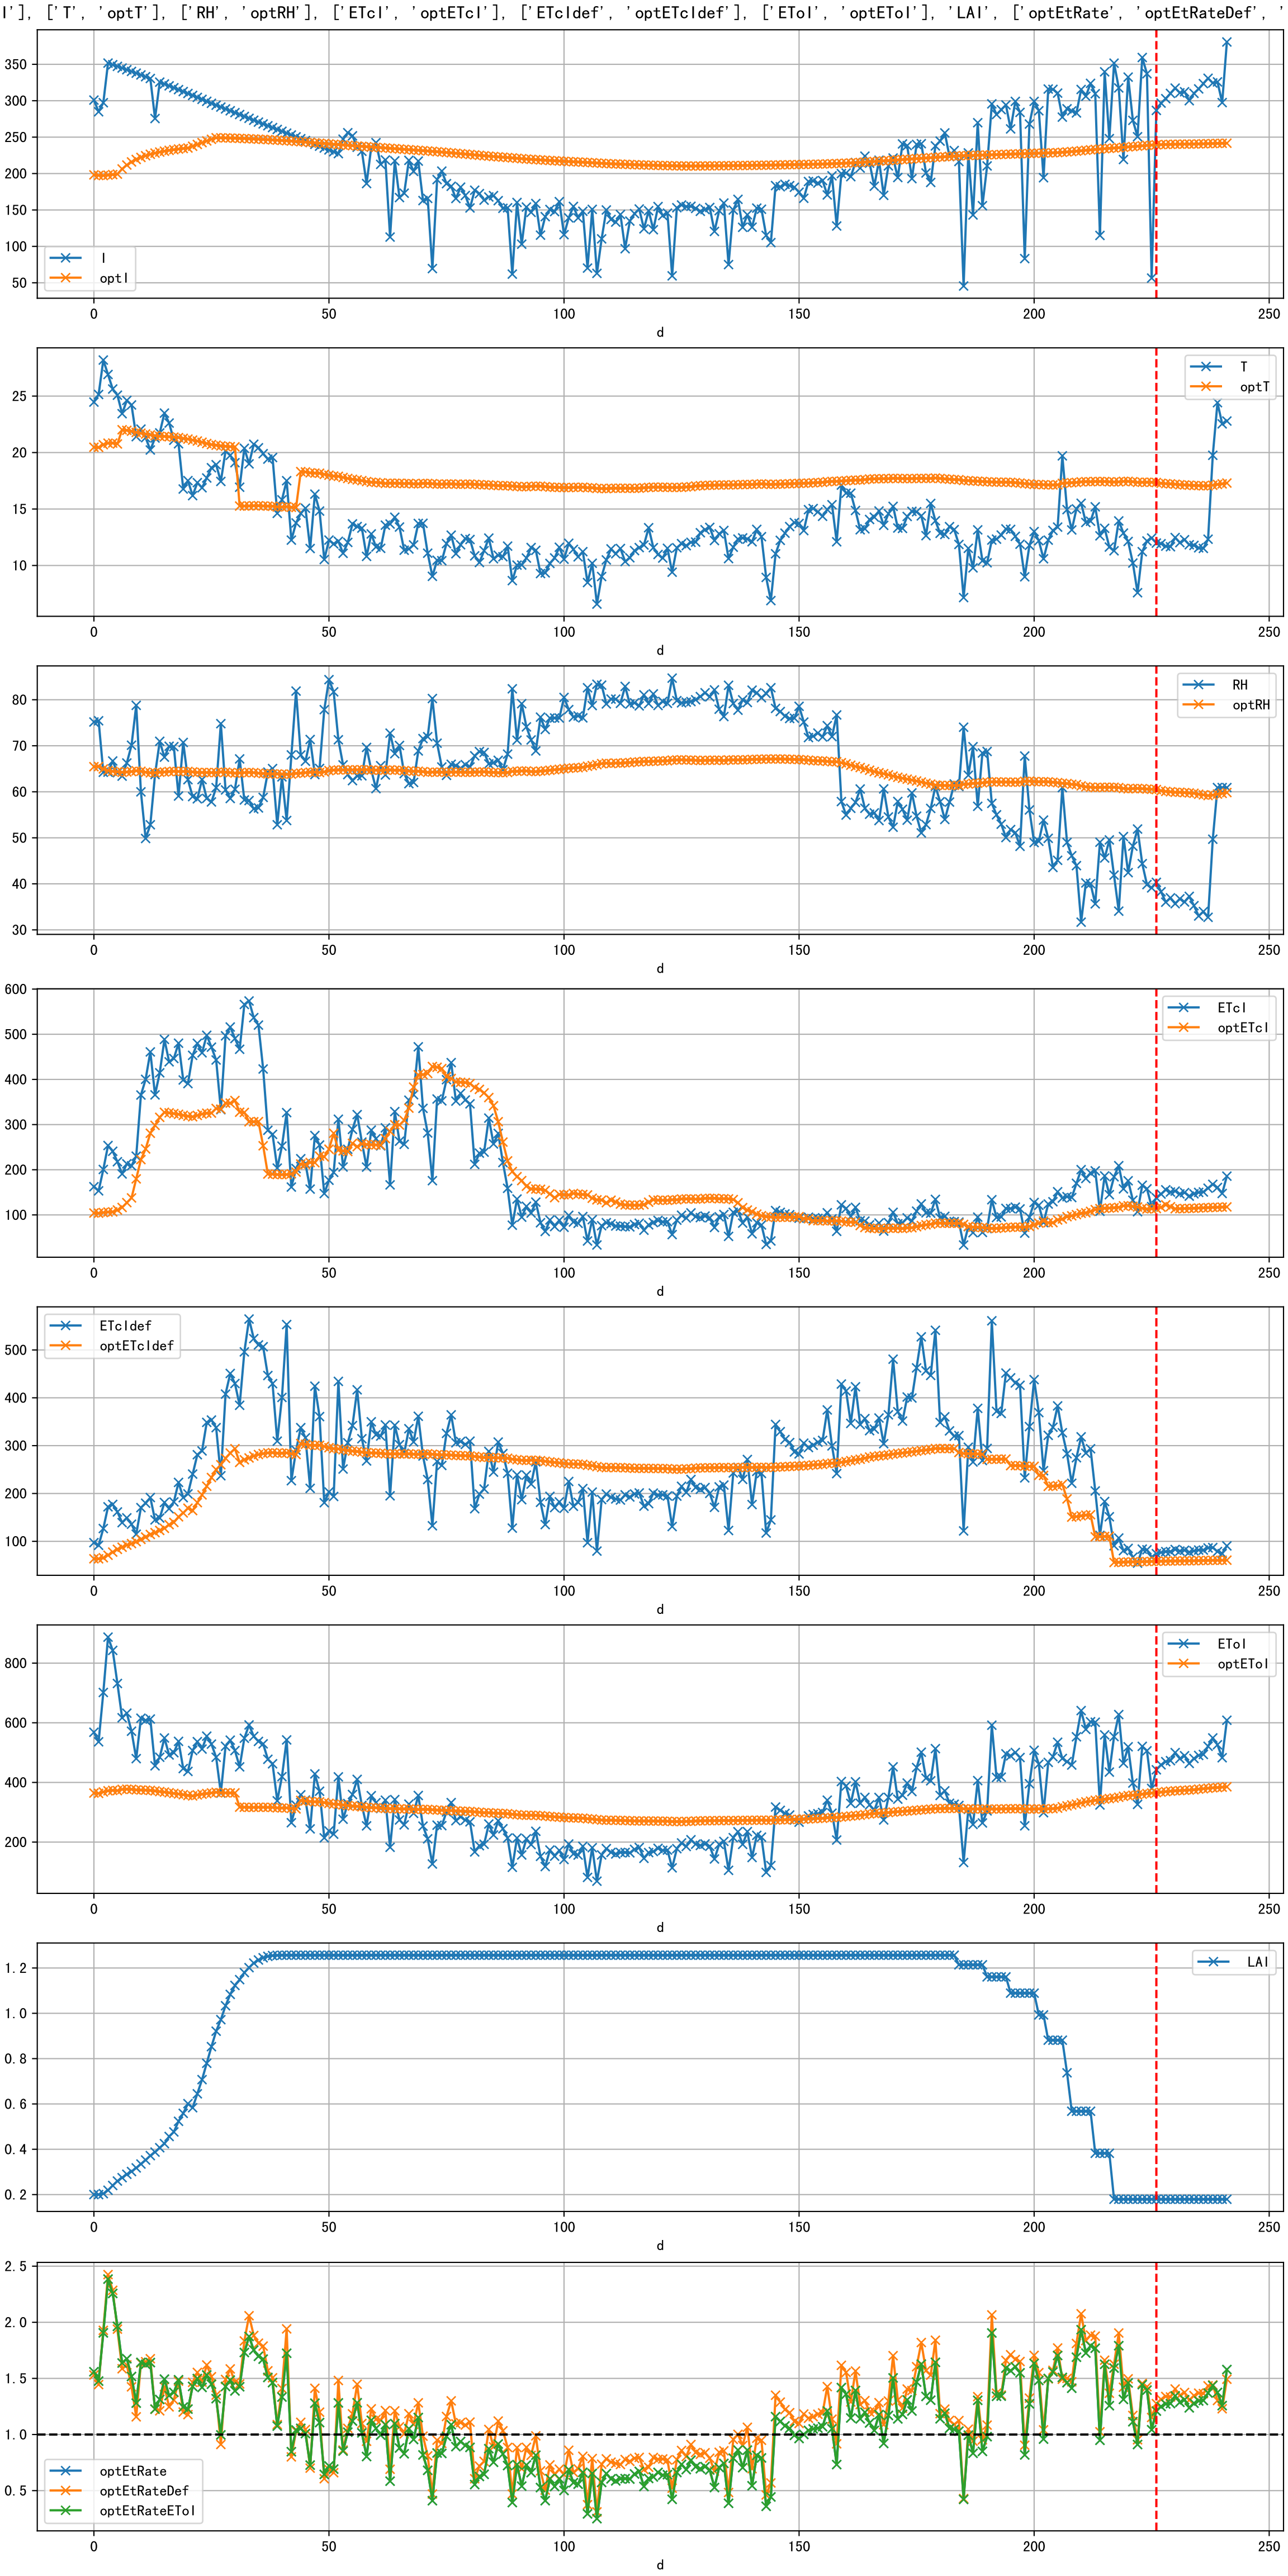 I'], ['T', 'optT'], ['RH', 'optRH'], ['ETcI', 'optETcI'], ['ETcIdef', 'optETcIdef'], ['EToI', 'optEToI'], 'LAI', ['optEtRate', 'optEtRateDef', '
350
300
250
200
150
100
50
I
optI
0 50 100 150 200 250
d
25
20
15
10
T
optT
0 50 100 150 200 250
d
80
70
60
50
40
30
RH
optRH
0 50 100 150 200 250
d
600
500
400
300
200
100
ETcI
optETcI
0 50 100 150 200 250
d
500
400
300
200
100
ETcIdef
optETcIdef
0 50 100 150 200 250
d
800
600
400
200
EToI
optEToI
0 50 100 150 200 250
d
1.2
1.0
0.8
0.6
0.4
0.2
LAI
0 50 100 150 200 250
d
2.5
2.0
1.5
1.0
0.5
optEtRate
optEtRateDef
optEtRateEToI
0 50 100 150 200 250
d